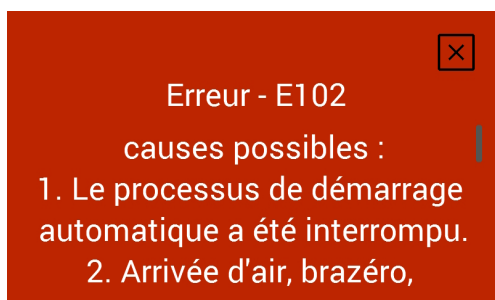 Erreur - E102
causes possibles :
1. Le processus de démarrage
automatique a été interrompu.
2. Arrivée d'air, brazéro,